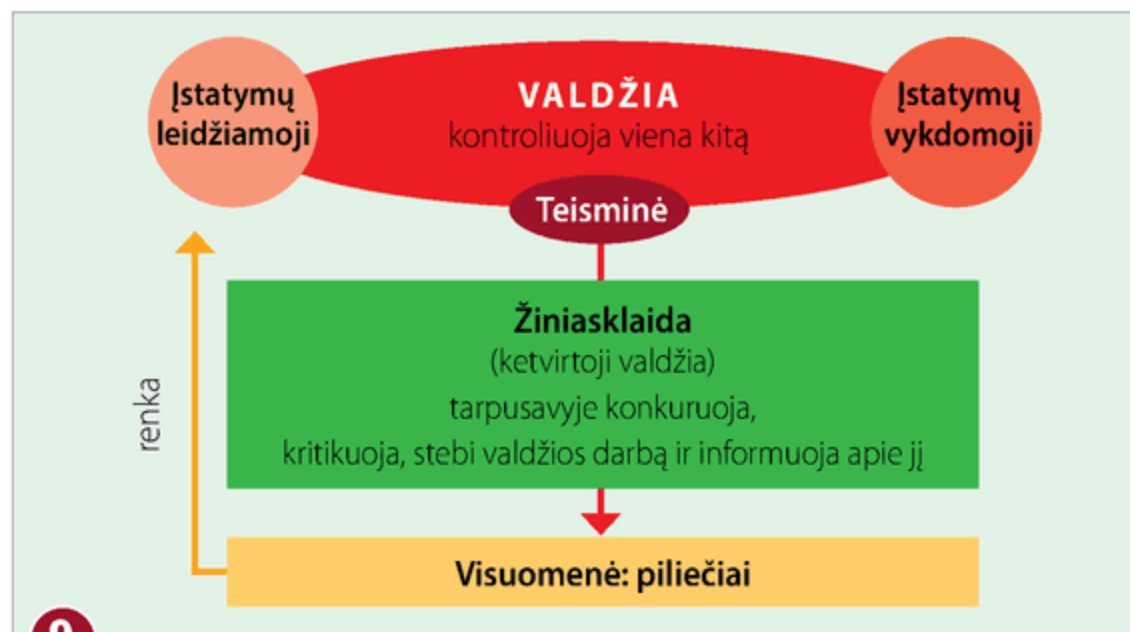 Įstatymų
leidžiamoji
VALDŽIA
kontroliuoja viena kitą
Įstatymų
vykdomoji
Teisminė
renka
Žiniasklaida
(ketvirtoji valdžia)
tarpusavyje konkuruoja,
kritikuoja, stebi valdžios darbą ir informuoja apie jį
Visuomenė: piliečiai